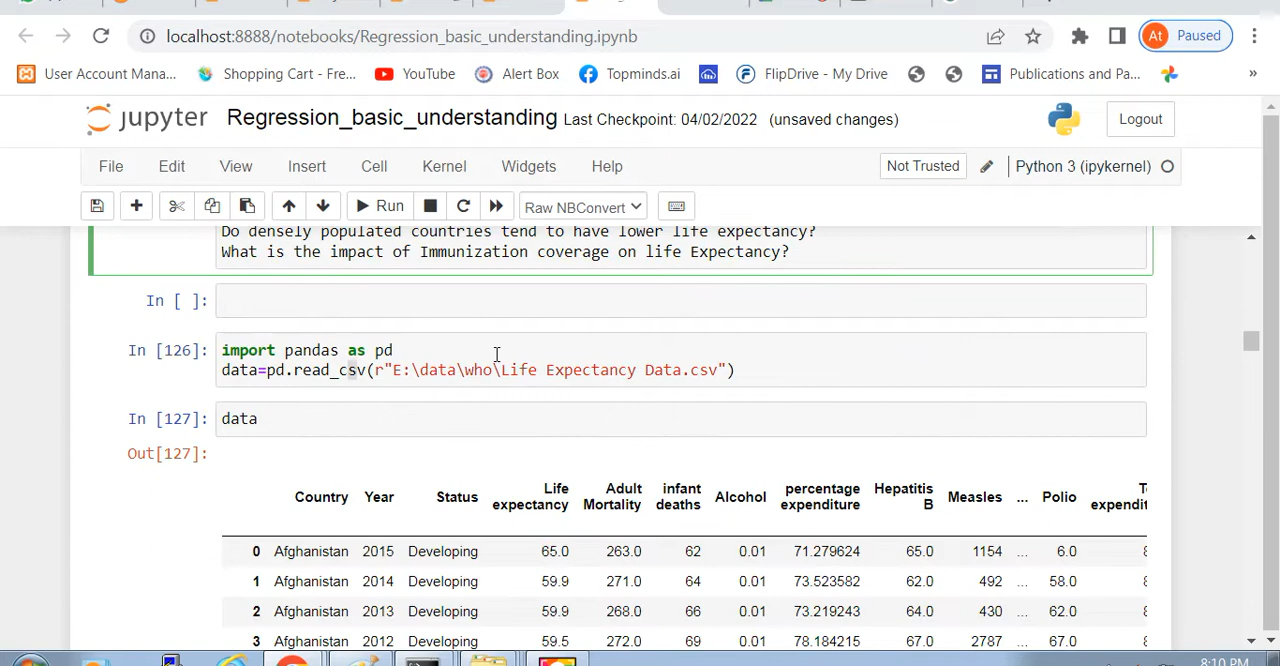 localhost:8888/notebooks/Regression_basic_understanding.ipynb
At Paused
User Account Mana... Shopping Cart - Fre... YouTube Alert Box Topminds.ai FlipDrive - My Drive Publications and Pa... »
jupyter Regression_basic_understanding Last Checkpoint: 04/02/2022 (unsaved changes) Logout
File Edit View Insert Cell Kernel Widgets Help Not Trusted Python 3 (ipykernel)
Run Raw NBConvert
Do densely populated countries tend to have lower life expectancy?
What is the impact of Immunization coverage on life Expectancy?
In [ ]:
In [126]: import pandas as pd
data=pd.read_csv(r"E:\data\who\Life Expectancy Data.csv")
In [127]: data
Out[127]:
Country Year Status Life expectancy Adult Mortality infant deaths Alcohol percentage expenditure Hepatitis B Measles ... Polio
0 Afghanistan 2015 Developing 65.0 263.0 62 0.01 71.279624 65.0 1154 ... 6.0
1 Afghanistan 2014 Developing 59.9 271.0 64 0.01 73.523582 62.0 492 ... 58.0
2 Afghanistan 2013 Developing 59.9 268.0 66 0.01 73.219243 64.0 430 ... 62.0
3 Afghanistan 2012 Developing 59.5 272.0 69 0.01 78.184215 67.0 2787 ... 67.0
8:10 PM